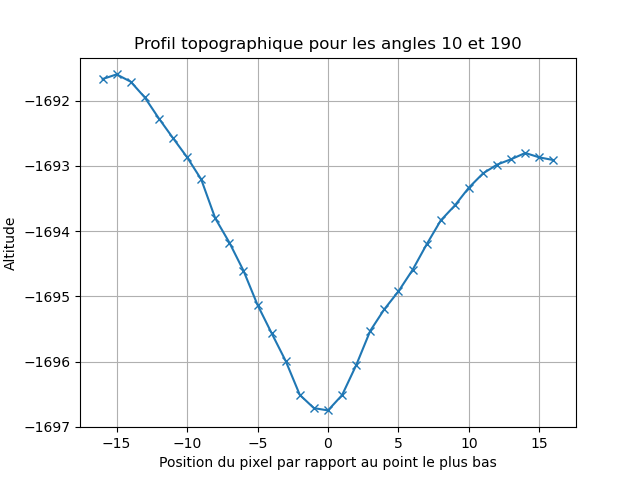 Profil topographique pour les angles 10 et 190
Altitude
−1692
−1693
−1694
−1695
−1696
−1697
−15 −10 −5 0 5 10 15
Position du pixel par rapport au point le plus bas